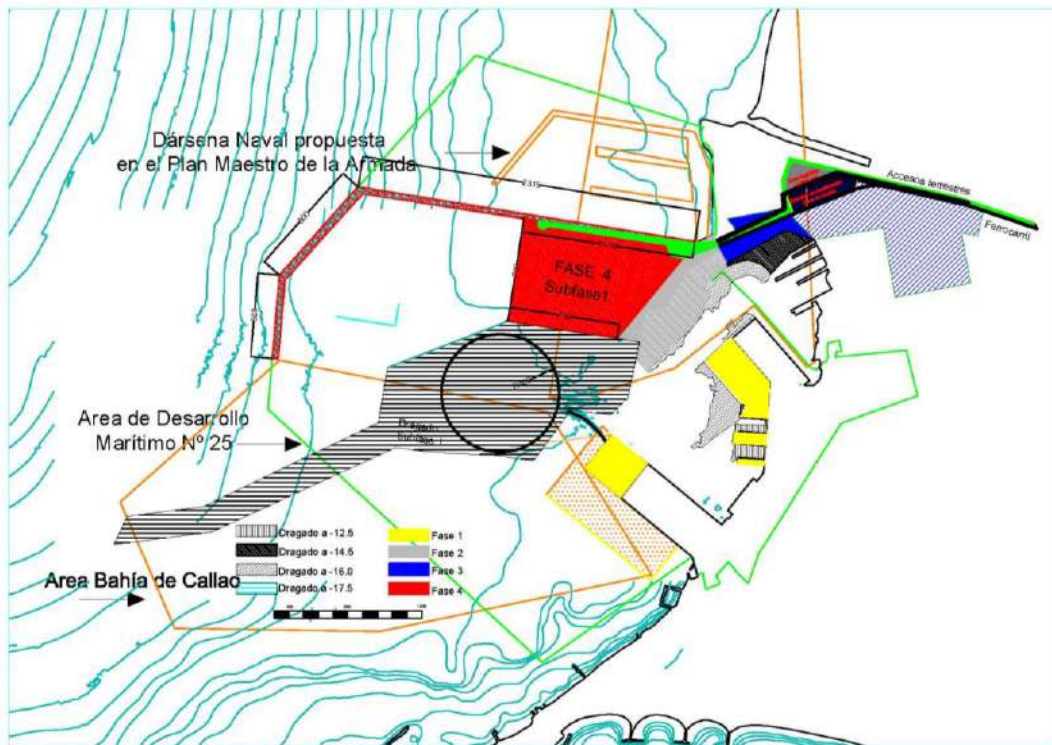 Dársena Naval propuesta
en el Plan Maestro de la Armada
2315
Accesos terrestres
Ferrocarril
FASE 4
Subfase1
Area de Desarrollo
Marítimo Nº 25
Dragado
Area Bahía de Callao
Dragado a -12.5
Dragado a -14.5
Dragado a -16.0
Dragado a -17.5
Fase 1
Fase 2
Fase 3
Fase 4